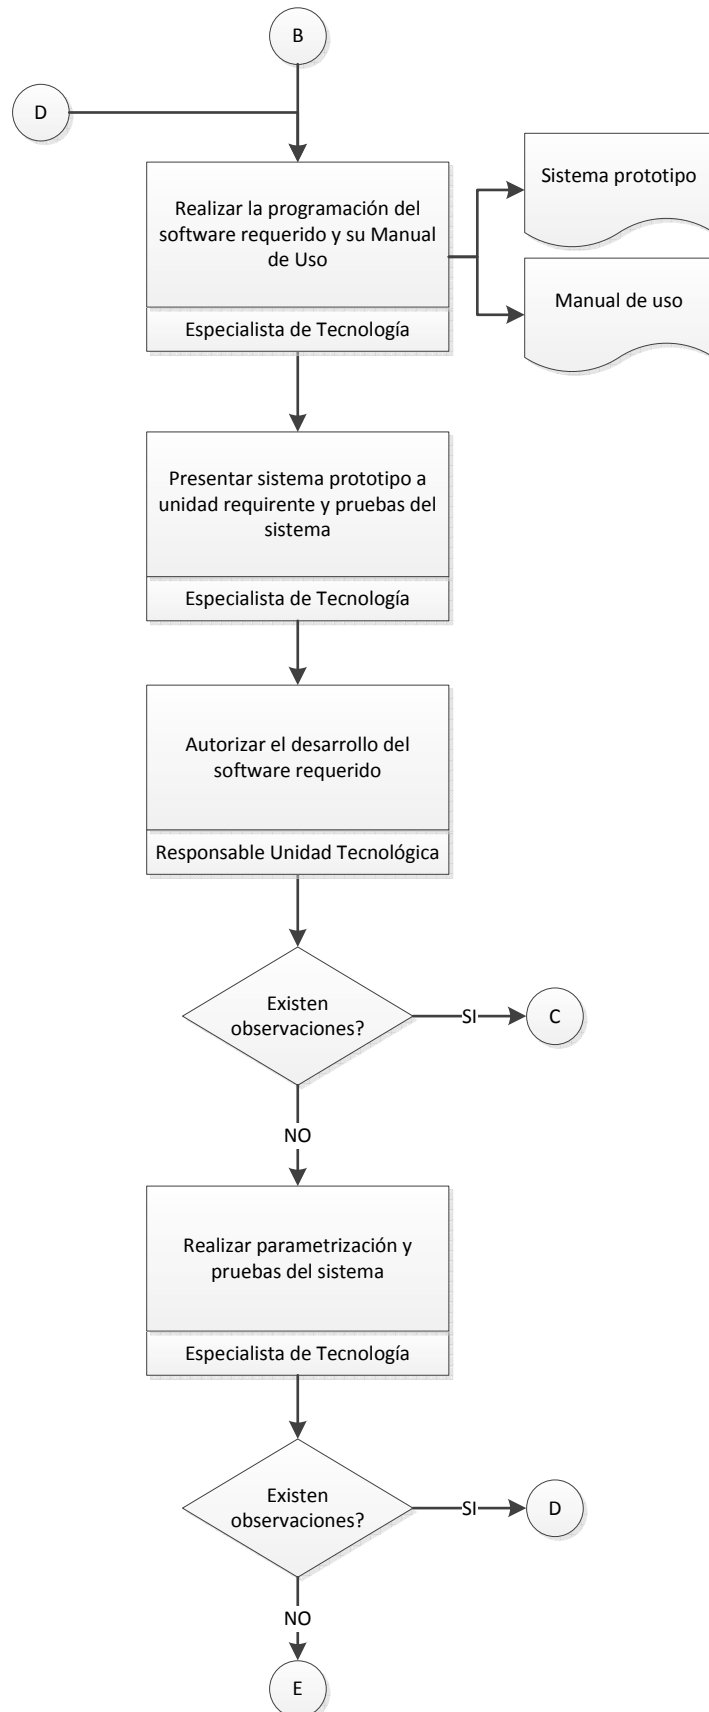 B
D
Realizar la programación del
software requerido y su Manual
de Uso
Especialista de Tecnología
Sistema prototipo
Manual de uso
Presentar sistema prototipo a
unidad requirente y pruebas del
sistema
Especialista de Tecnología
Autorizar el desarrollo del
software requerido
Responsable Unidad Tecnológica
Existen
observaciones?
SI
C
NO
Realizar parametrización y
pruebas del sistema
Especialista de Tecnología
Existen
observaciones?
SI
D
NO
E